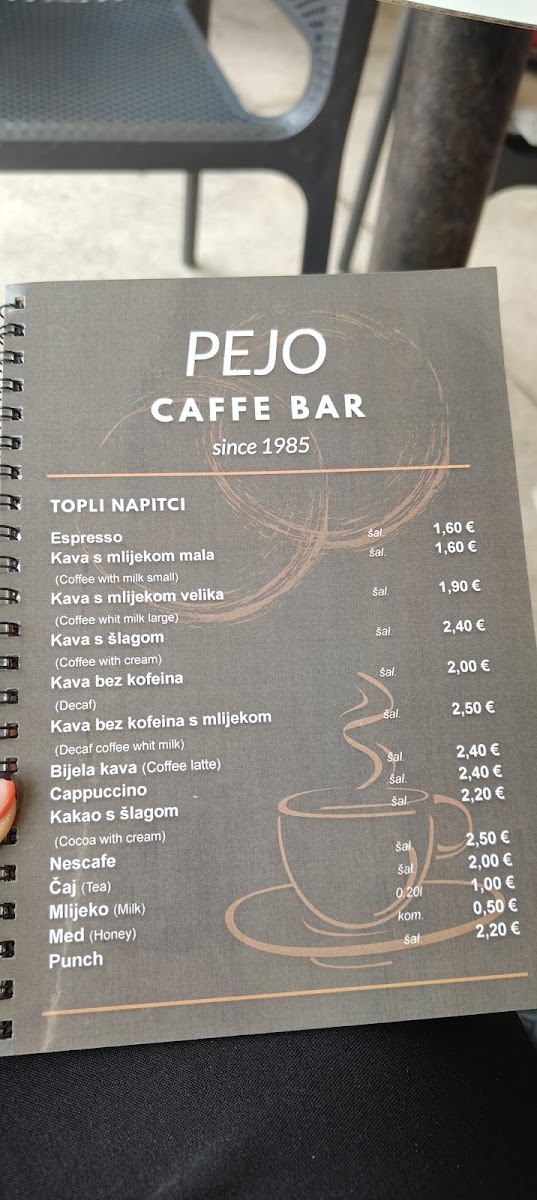 PEJO
CAFFE BAR
since 1985
TOPLI NAPITCI
Espresso šal. 1,60 €
Kava s mlijekom mala šal. 1,60 €
(Coffee with milk small)
Kava s mlijekom velika šal. 1,90 €
(Coffee whit milk large)
Kava s šlagom šal. 2,40 €
(Coffee with cream)
Kava bez kofeina šal. 2,00 €
(Decaf)
Kava bez kofeina s mlijekom šal. 2,50 €
(Decaf coffee whit milk)
Bijela kava (Coffee latte) šal. 2,40 €
Cappuccino šal. 2,40 €
Kakao s šlagom šal. 2,20 €
(Cocoa with cream)
Nescafe šal. 2,50 €
Čaj (Tea) šal. 2,00 €
Mlijeko (Milk) 0.20l 1,00 €
Med (Honey) kom. 0,50 €
Punch šal. 2,20 €